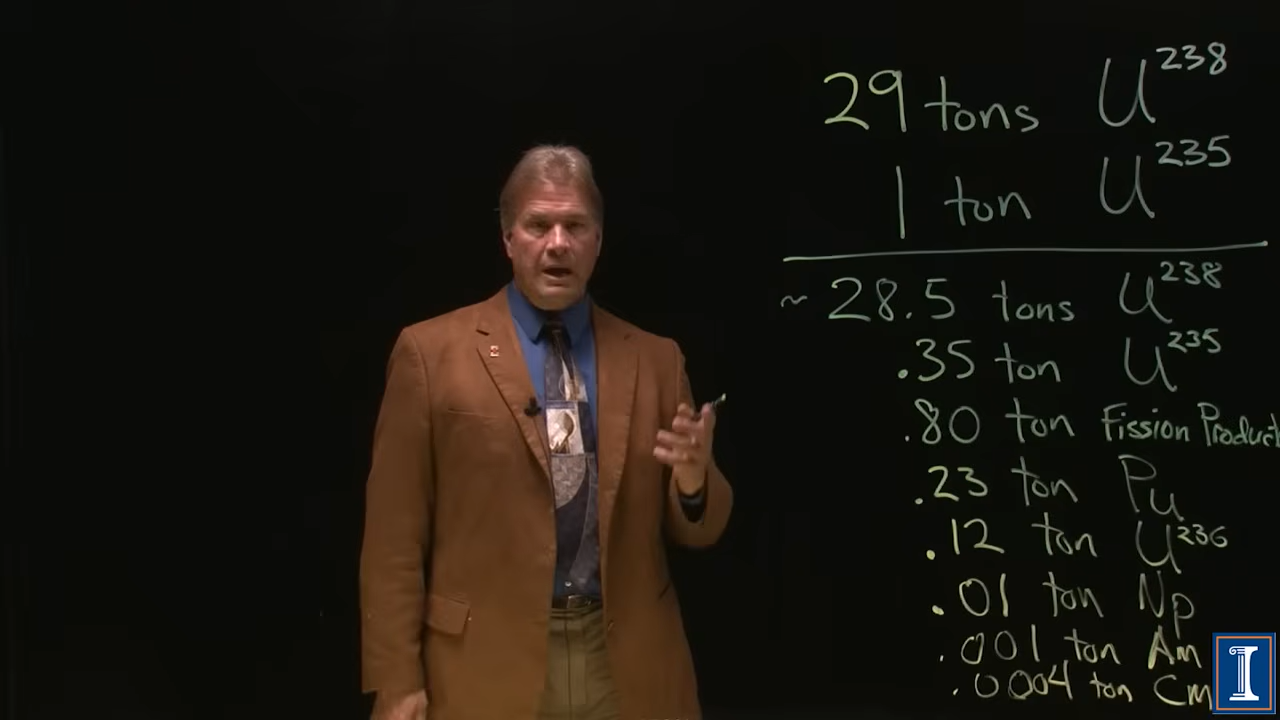 29 tons U²³⁸
1 ton U²³⁵
~ 28.5 tons U²³⁸
.35 ton U²³⁵
.80 ton Fission Product
.23 ton Pu
.12 ton U²³⁶
.01 ton Np
.001 ton Am
.0004 ton Cm
I